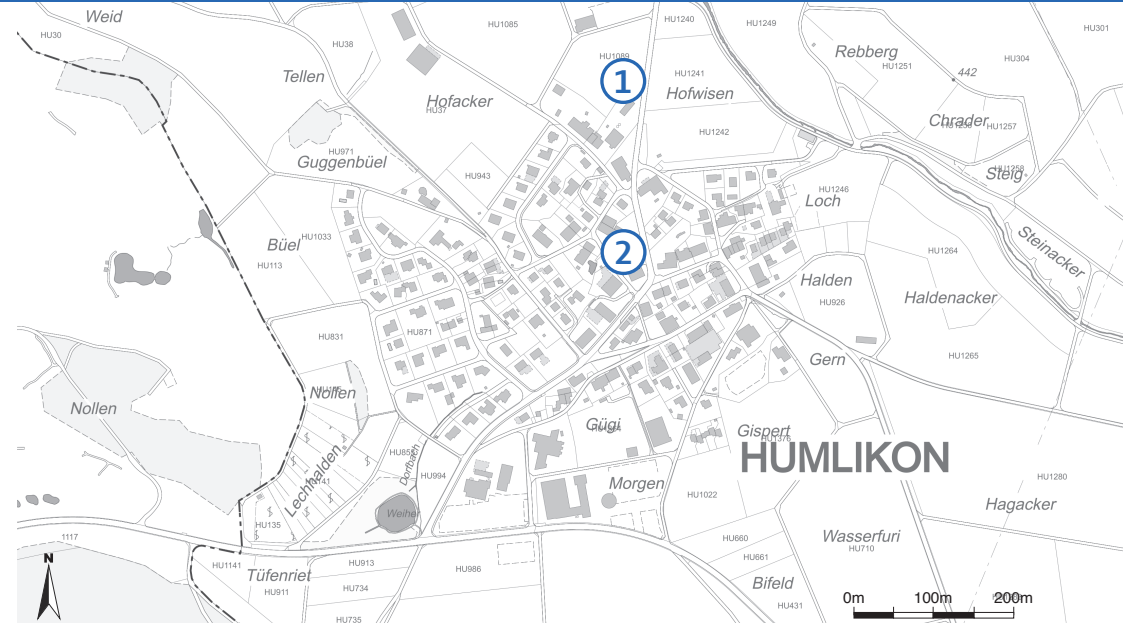 Weid
HU1085
HU1240
HU1249
HU301
HU30
HU38
HU1089
Rebberg
HU304
HU1251
Tellen
1
HU1241
442
Hofwisen
Hofacker
HU37
Chrader
HU1257
HU1242
HU971
Guggenbüel
HU943
Steig
HU1246
Loch
Büel
HU1033
2
HU1264
Steinacker
HU113
Halden
HU926
Haldenacker
HU831
HU871
HU1265
Gern
Nollen
Nollen
Gügi
Gispert
HUMLIKON
Dorfbach
HU994
Lechhalden
Morgen
HU1022
HU1280
Hagacker
Weiher
HU135
1117
HU660
Wasserfuri
HU710
HU661
N
HU1141
Tüfenriet
HU911
HU913
HU986
HU734
Bifeld
HU431
HU735
0m 100m 200m